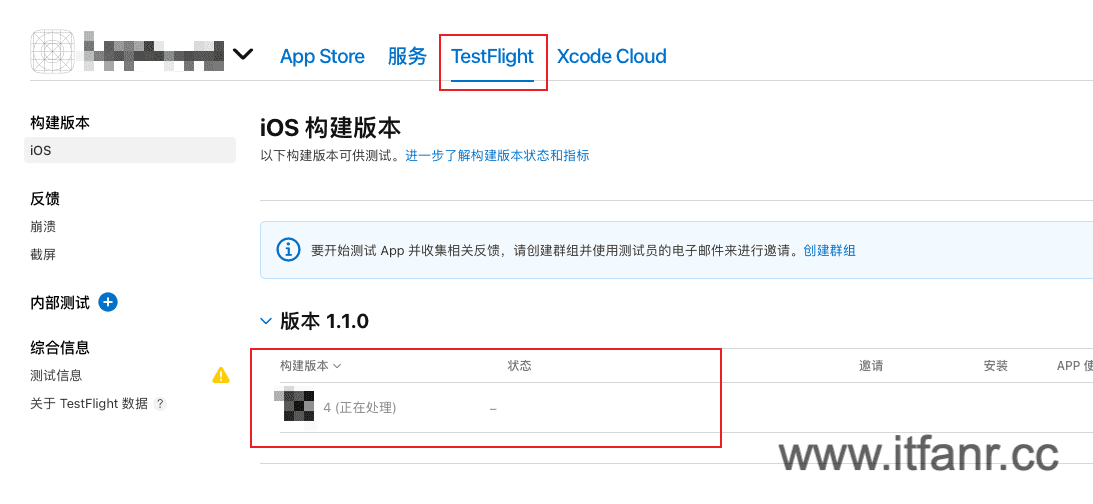 App Store 服务 TestFlight Xcode Cloud
构建版本
iOS
反馈
崩溃
截屏
内部测试
综合信息
测试信息
关于 TestFlight 数据 ?
iOS 构建版本
以下构建版本可供测试。进一步了解构建版本状态和指标
要开始测试 App 并收集相关反馈，请创建群组并使用测试员的电子邮件来进行邀请。创建群组
版本 1.1.0
构建版本 状态 邀请 安装 APP 使
4 (正在处理) –
www.itfanr.cc